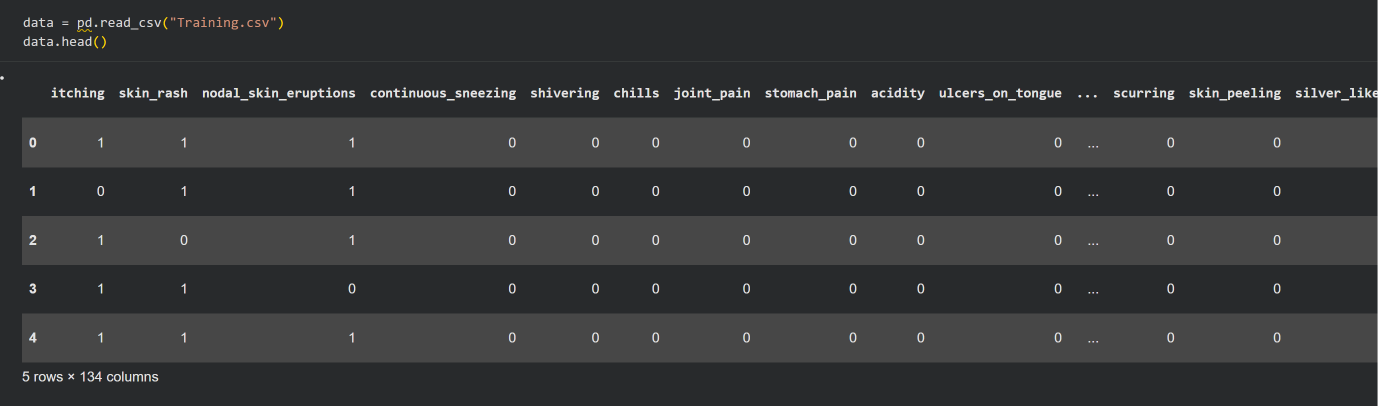 data = pd.read_csv("Training.csv")
data.head()
itching skin_rash nodal_skin_eruptions continuous_sneezing shivering chills joint_pain stomach_pain acidity ulcers_on_tongue ... scurring skin_peeling silver_like
0 1 1 1 0 0 0 0 0 0 0 ... 0 0
1 0 1 1 0 0 0 0 0 0 0 ... 0 0
2 1 0 1 0 0 0 0 0 0 0 ... 0 0
3 1 1 0 0 0 0 0 0 0 0 ... 0 0
4 1 1 1 0 0 0 0 0 0 0 ... 0 0
5 rows × 134 columns